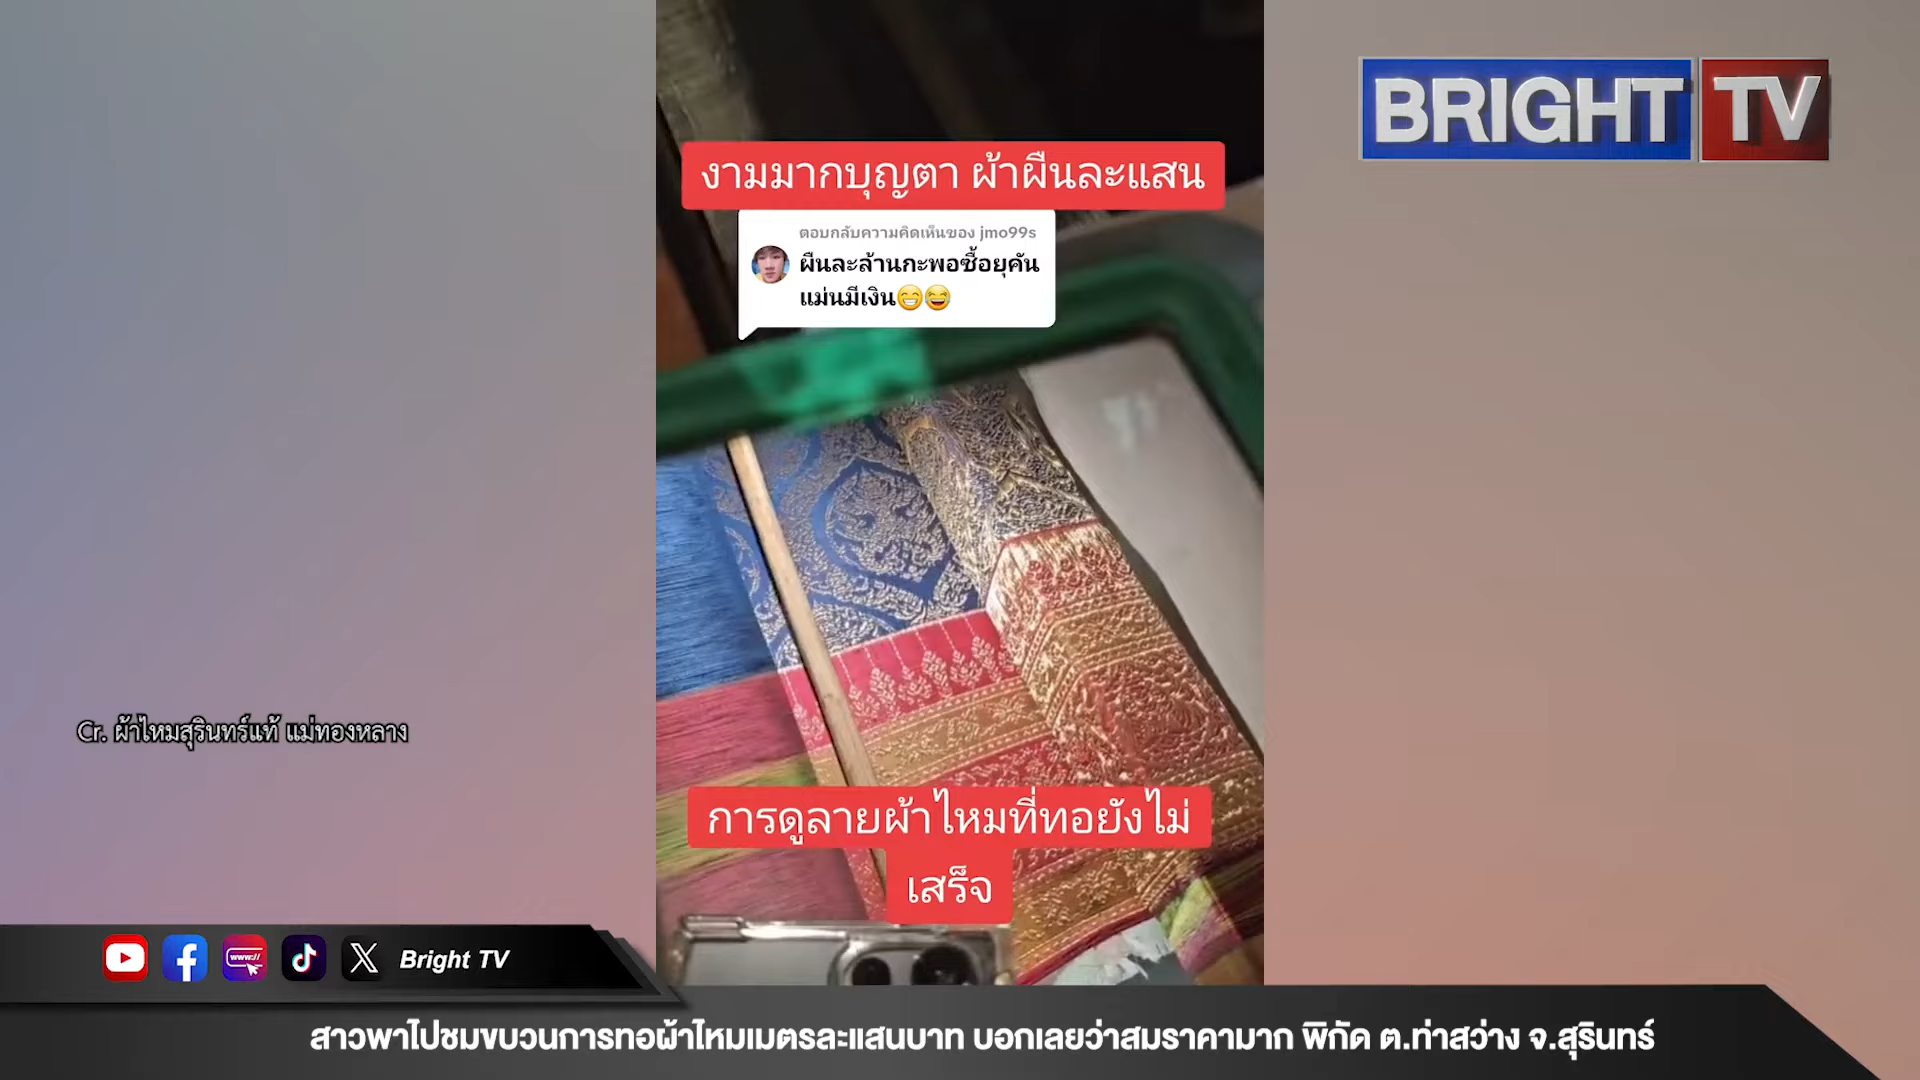 BRIGHT TV
งามมากบุญตา ผ้าผืนละแสน
ตอบกลับความคิดเห็นของ jmo99s
ผืนละล้านกะพอซื้ออยุคัน
แม่นมีเงิน😁😂
Cr. ผ้าไหมสุรินทร์แท้ แม่ทองหลาง
การดูลายผ้าไหมที่ทอยังไม่
เสร็จ
www://
Bright TV
สาวพาไปชมขบวนการทอผ้าไหมเมตรละแสนบาท บอกเลยว่าสมราคามาก พิกัด ต.ท่าสว่าง จ.สุรินทร์